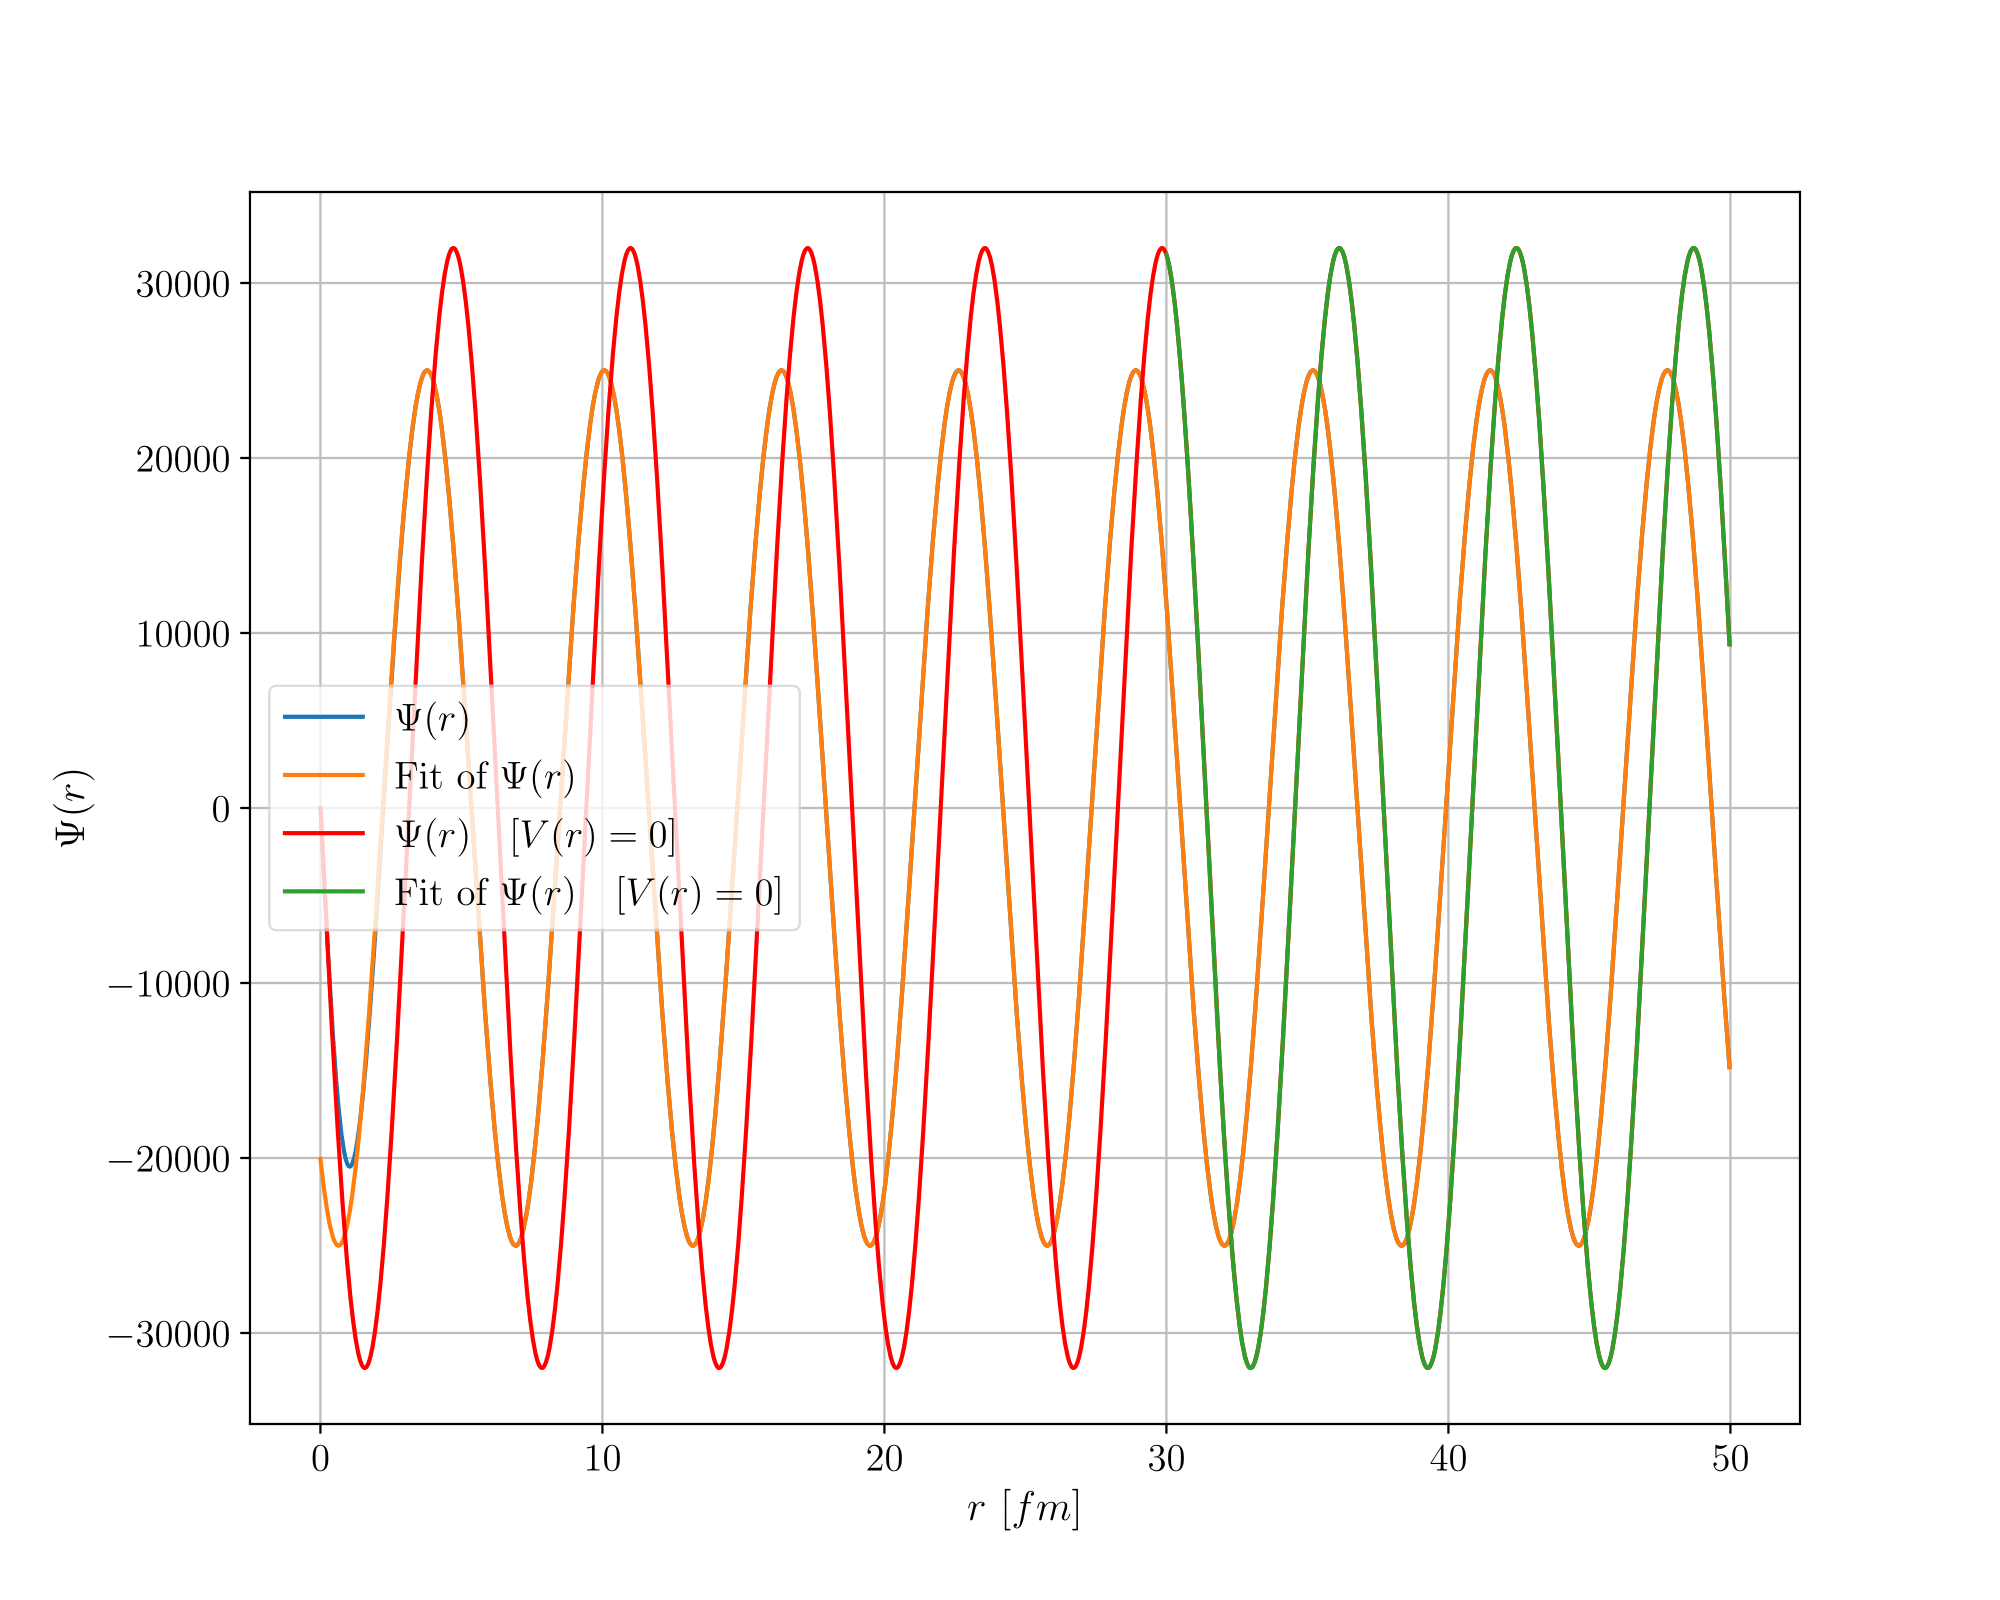 30000
20000
10000
0
−10000
−20000
−30000
Ψ(r)
Ψ(r)
Fit of Ψ(r)
Ψ(r) [V(r) = 0]
Fit of Ψ(r) [V(r) = 0]
0 10 20 30 40 50
r [fm]